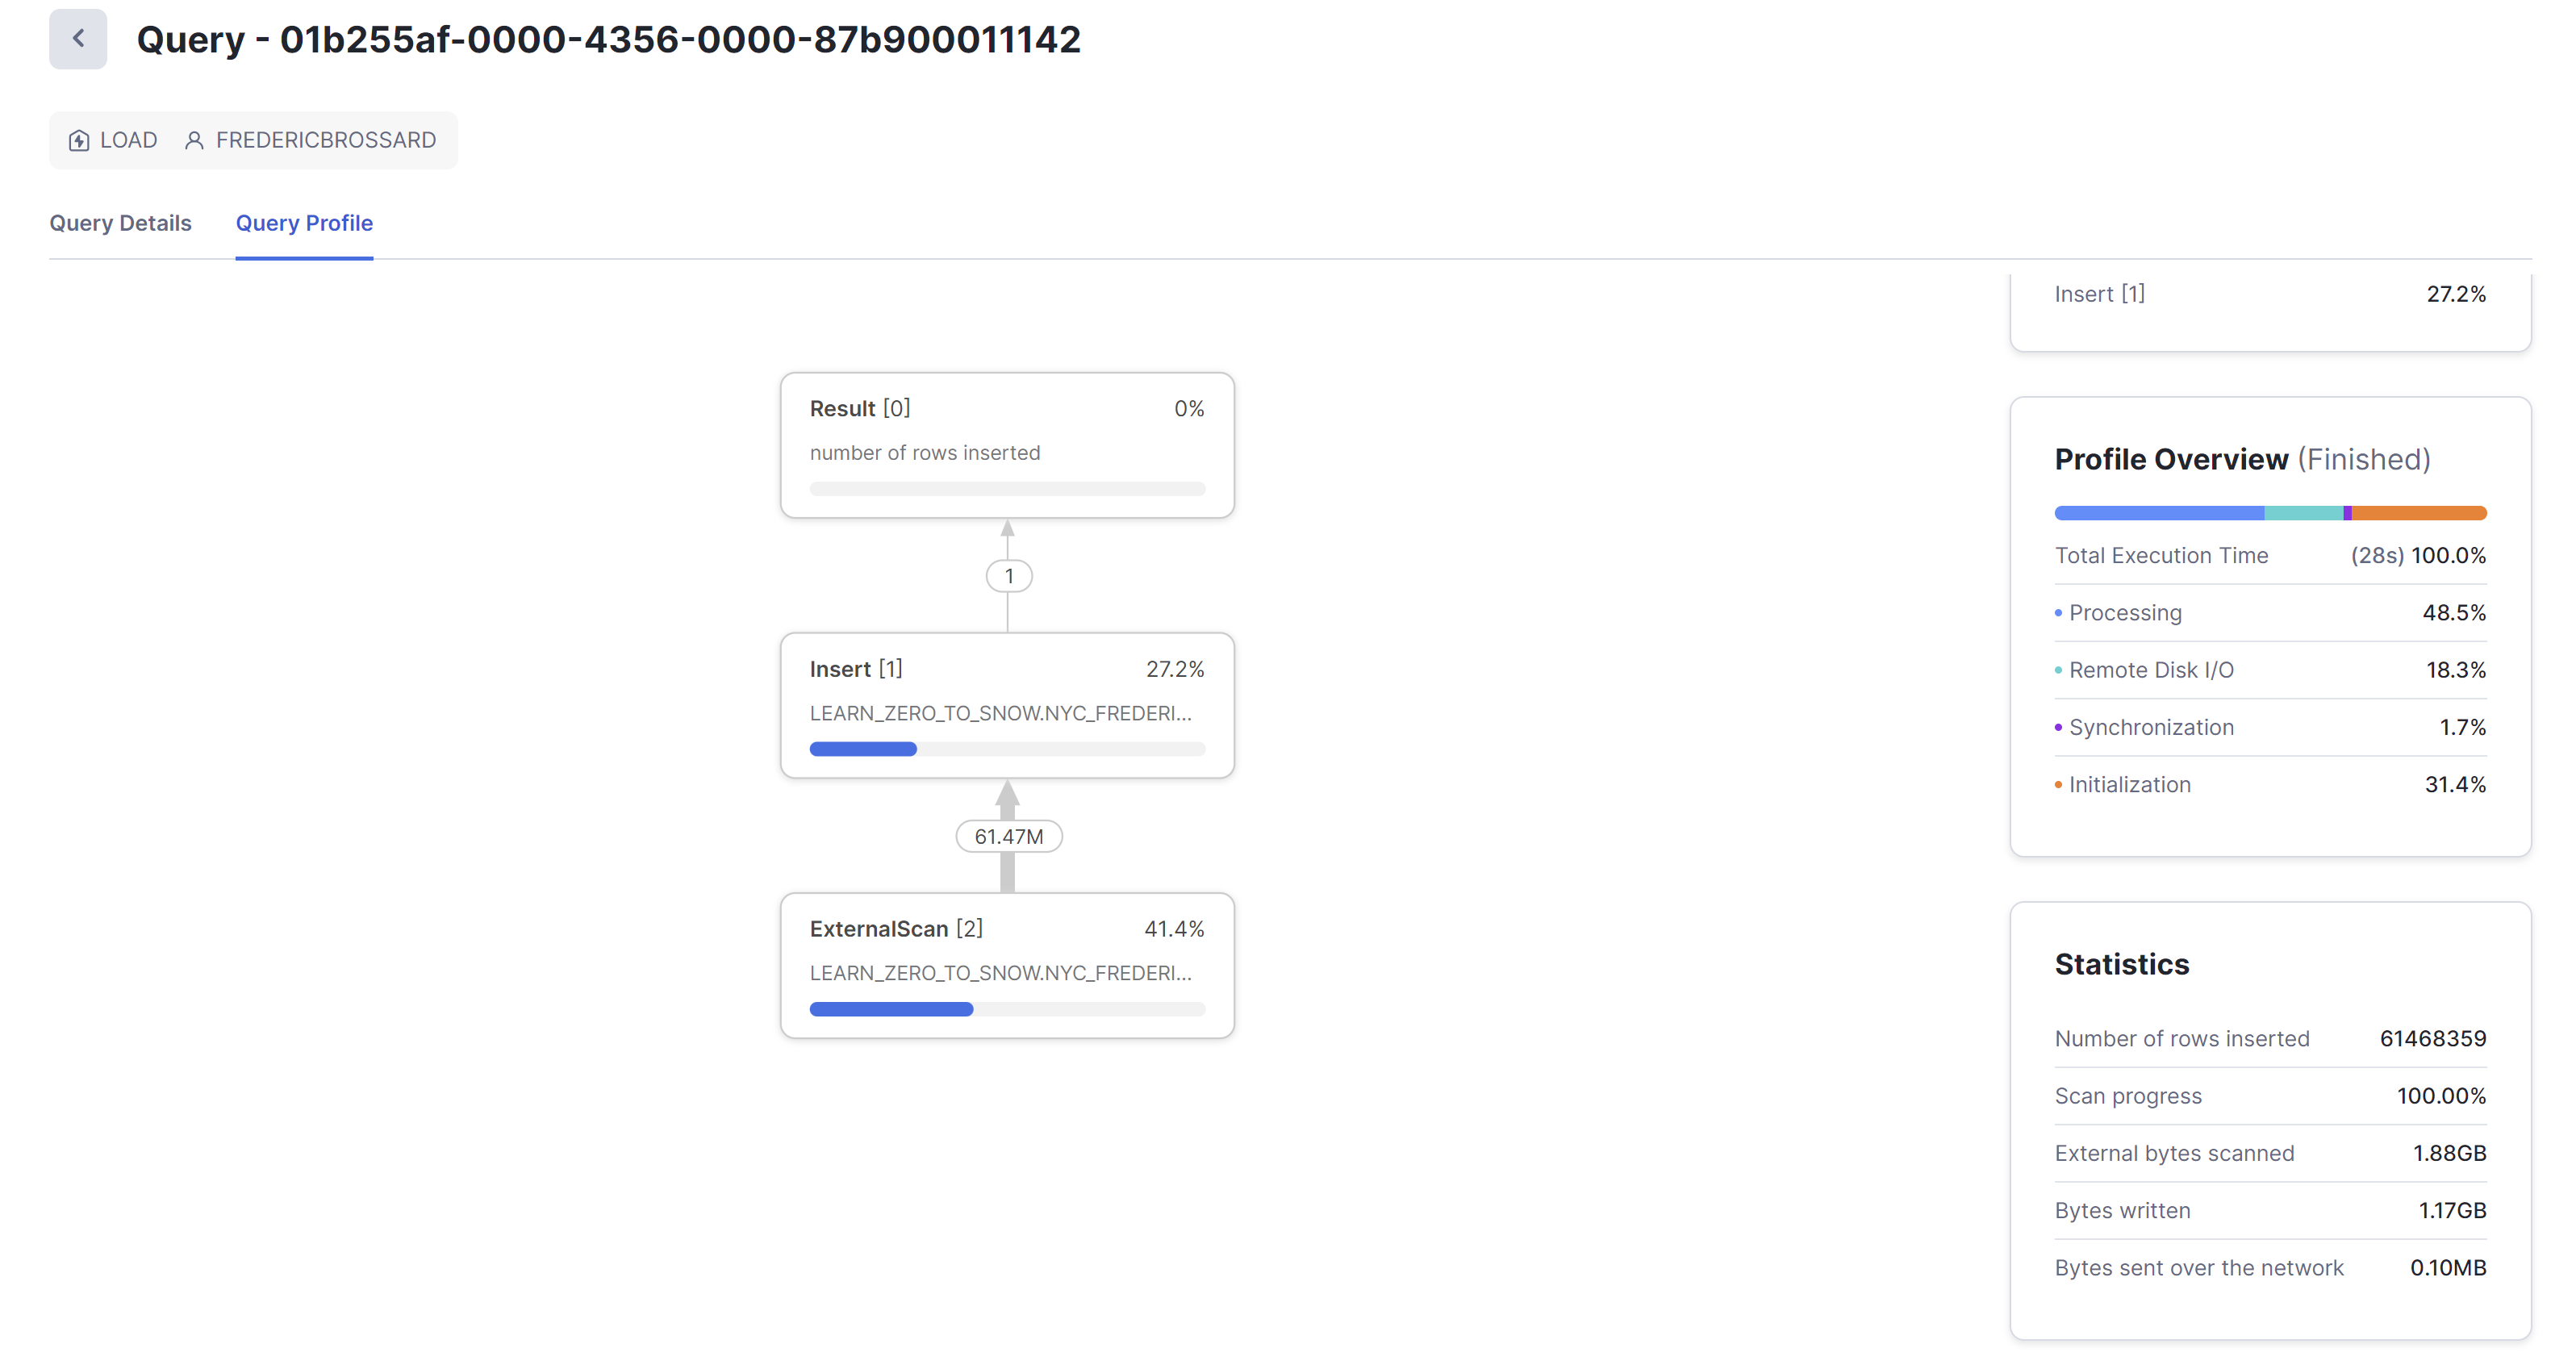 Query - 01b255af-0000-4356-0000-87b900011142
LOAD FREDERICBROSSARD
Query Details Query Profile
Insert [1] 27.2%
Result [0] 0%
number of rows inserted
1
Insert [1] 27.2%
LEARN_ZERO_TO_SNOW.NYC_FREDERI...
61.47M
ExternalScan [2] 41.4%
LEARN_ZERO_TO_SNOW.NYC_FREDERI...
Profile Overview (Finished)
Total Execution Time (28s) 100.0%
Processing 48.5%
Remote Disk I/O 18.3%
Synchronization 1.7%
Initialization 31.4%
Statistics
Number of rows inserted 61468359
Scan progress 100.00%
External bytes scanned 1.88GB
Bytes written 1.17GB
Bytes sent over the network 0.10MB